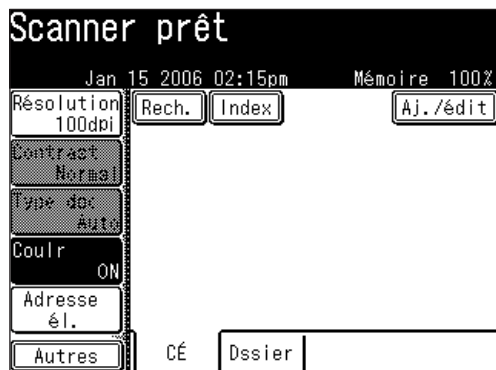 Scanner prêt
Jan 15 2006 02:15pm Mémoire 100%
Résolution
100dpi
Rech. Index Aj./édit
Contrast
Normal
Type doc
Auto
Coulr
ON
Adresse
él.
Autres CÉ Dssier